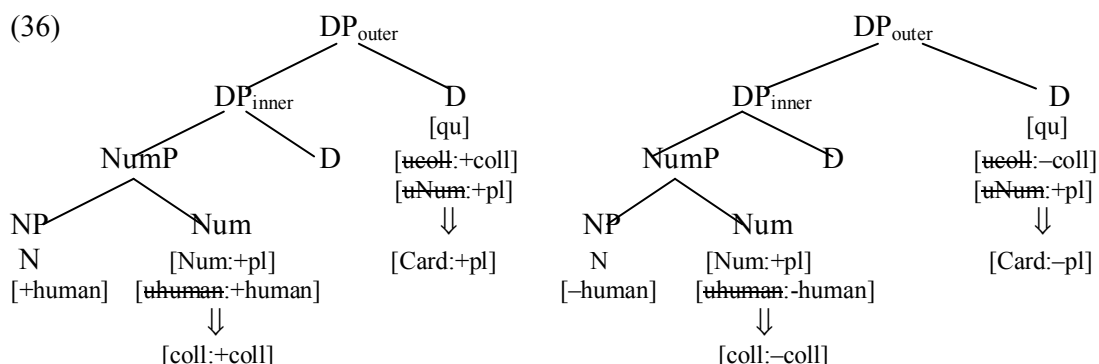 (36) DPouter DPouter
DPinner D DPinner D
[qu] [qu]
NumP D [ucoll:+coll] NumP D [ucoll:–coll]
[uNum:+pl] [uNum:+pl]
NP Num ⇓ NP Num ⇓
N [Num:+pl] [Card:+pl] N [Num:+pl] [Card:–pl]
[+human] [uhuman:+human] [–human] [uhuman:-human]
⇓ ⇓
[coll:+coll] [coll:–coll]